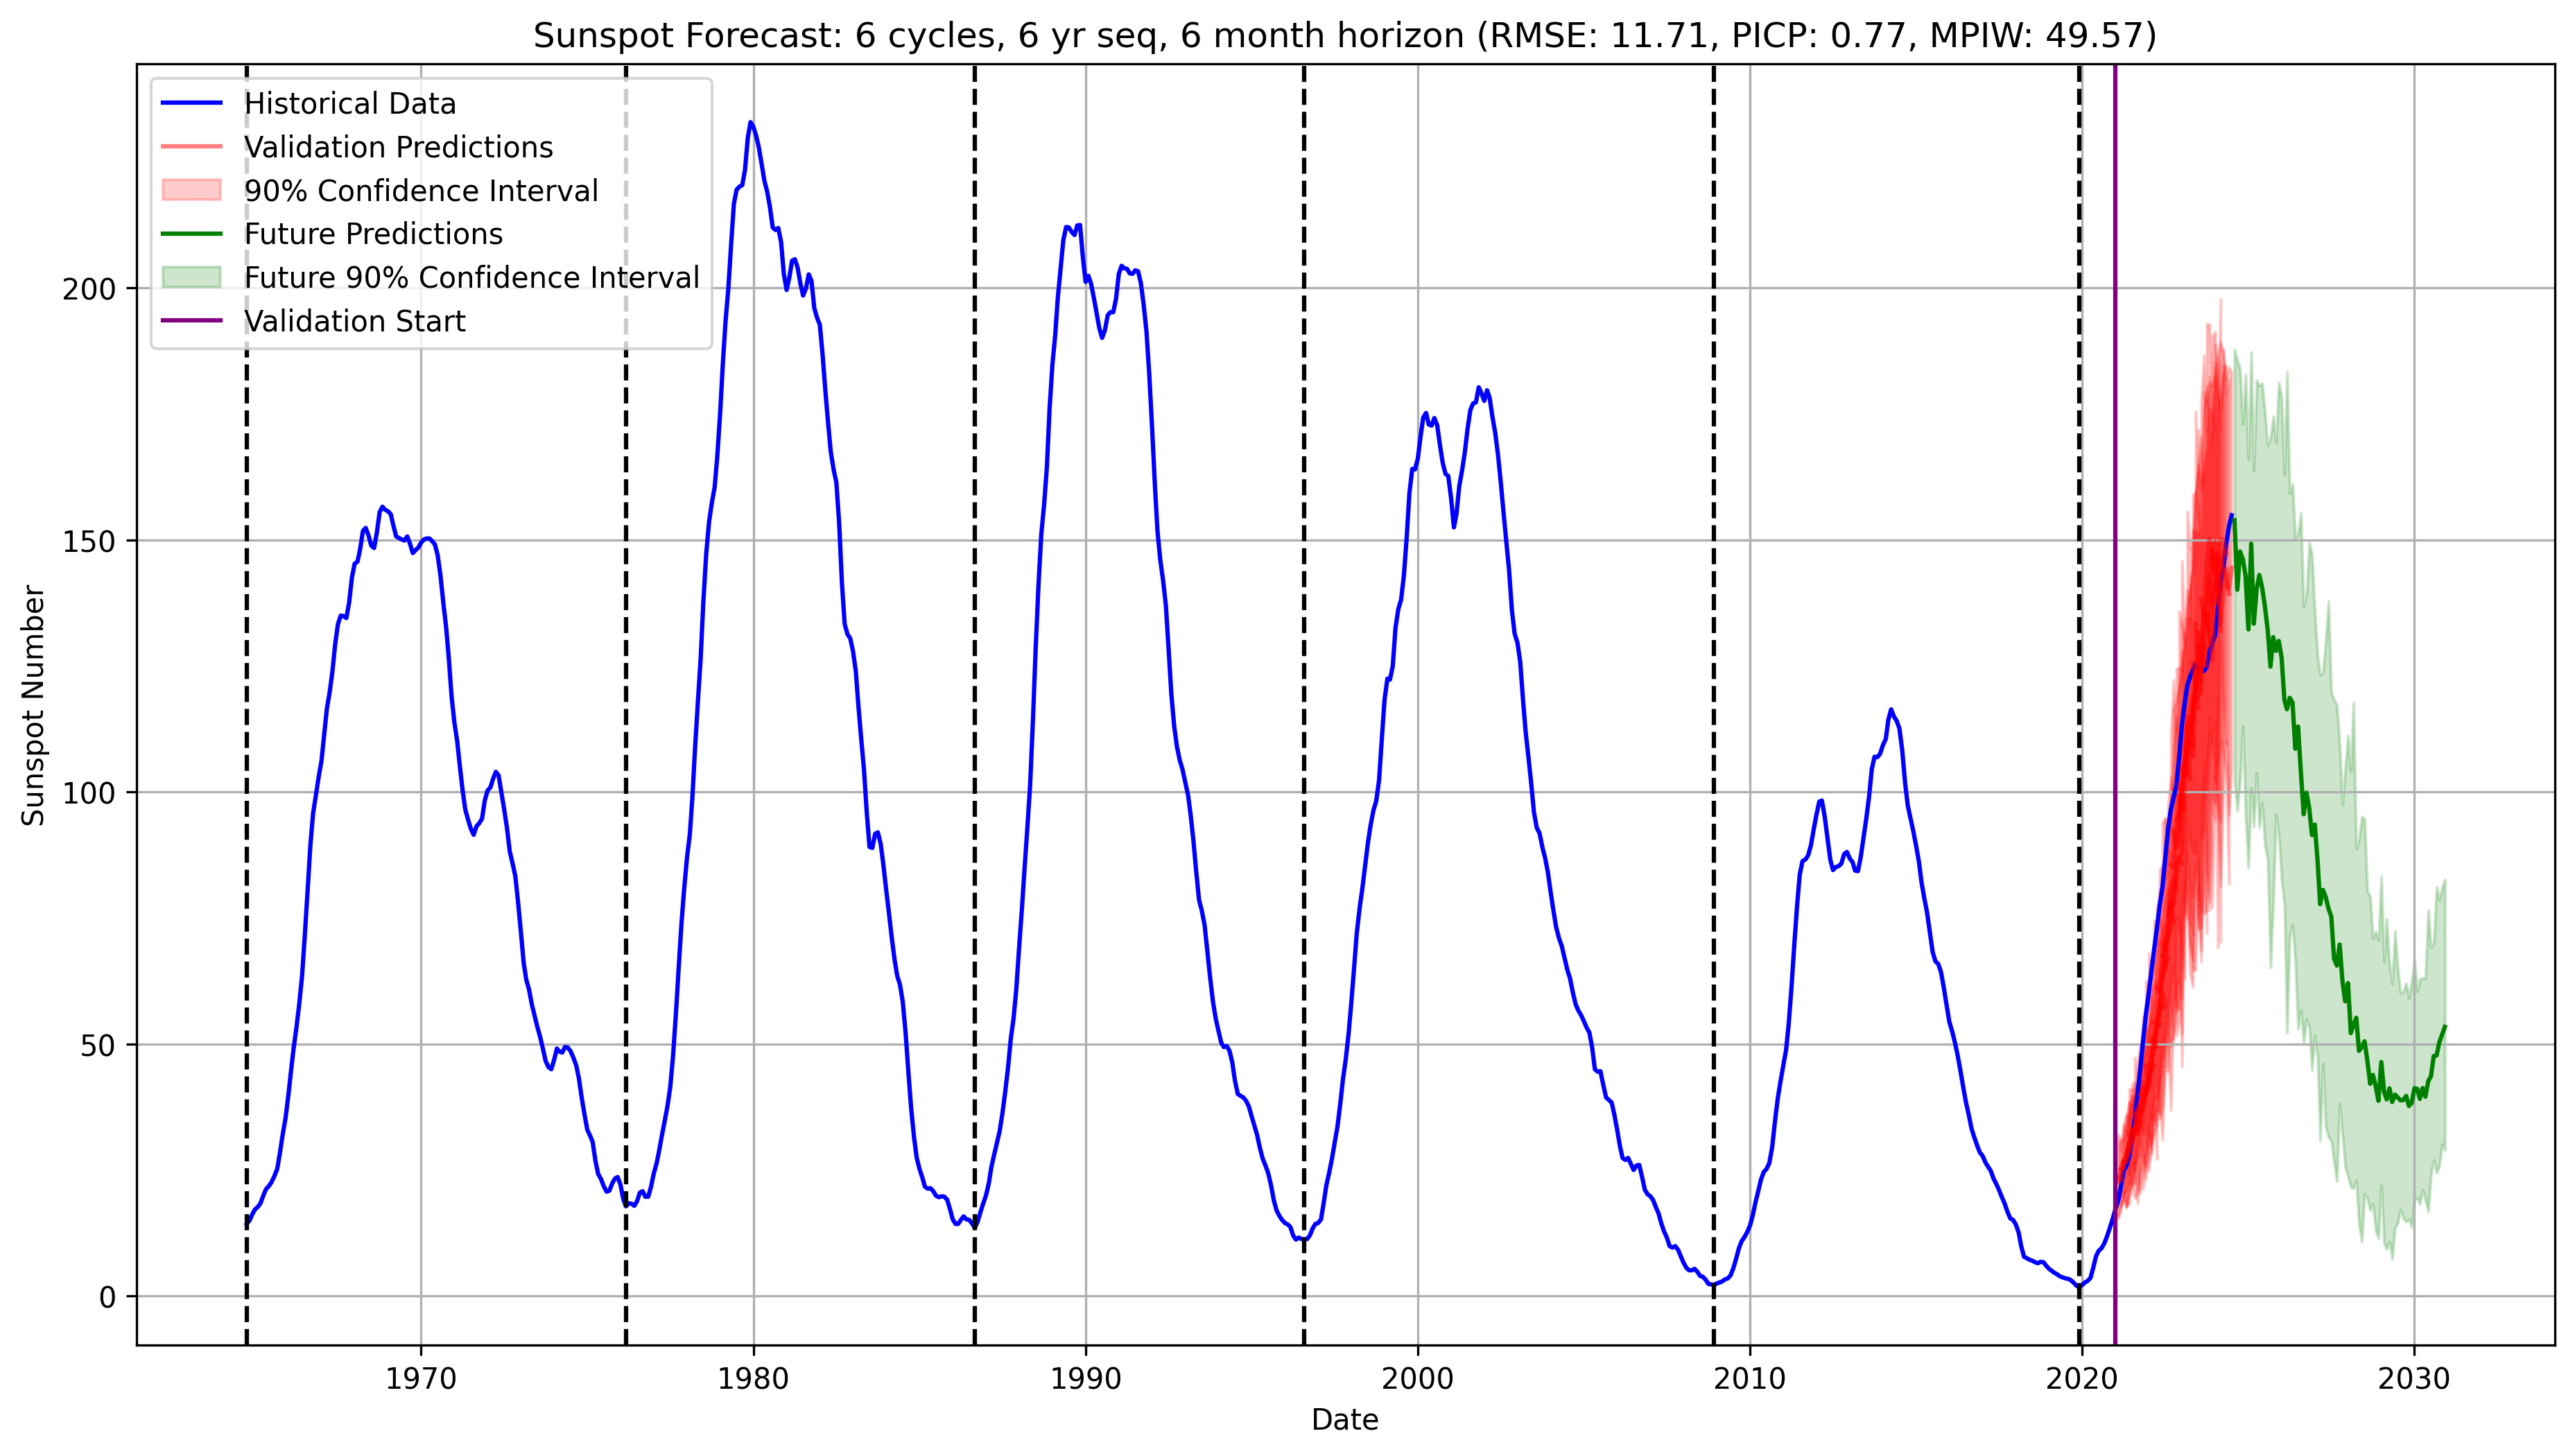 Sunspot Forecast: 6 cycles, 6 yr seq, 6 month horizon (RMSE: 11.71, PICP: 0.77, MPIW: 49.57)
Historical Data
Validation Predictions
90% Confidence Interval
Future Predictions
Future 90% Confidence Interval
Validation Start
Sunspot Number
200
150
100
50
0
1970 1980 1990 2000 2010 2020 2030
Date